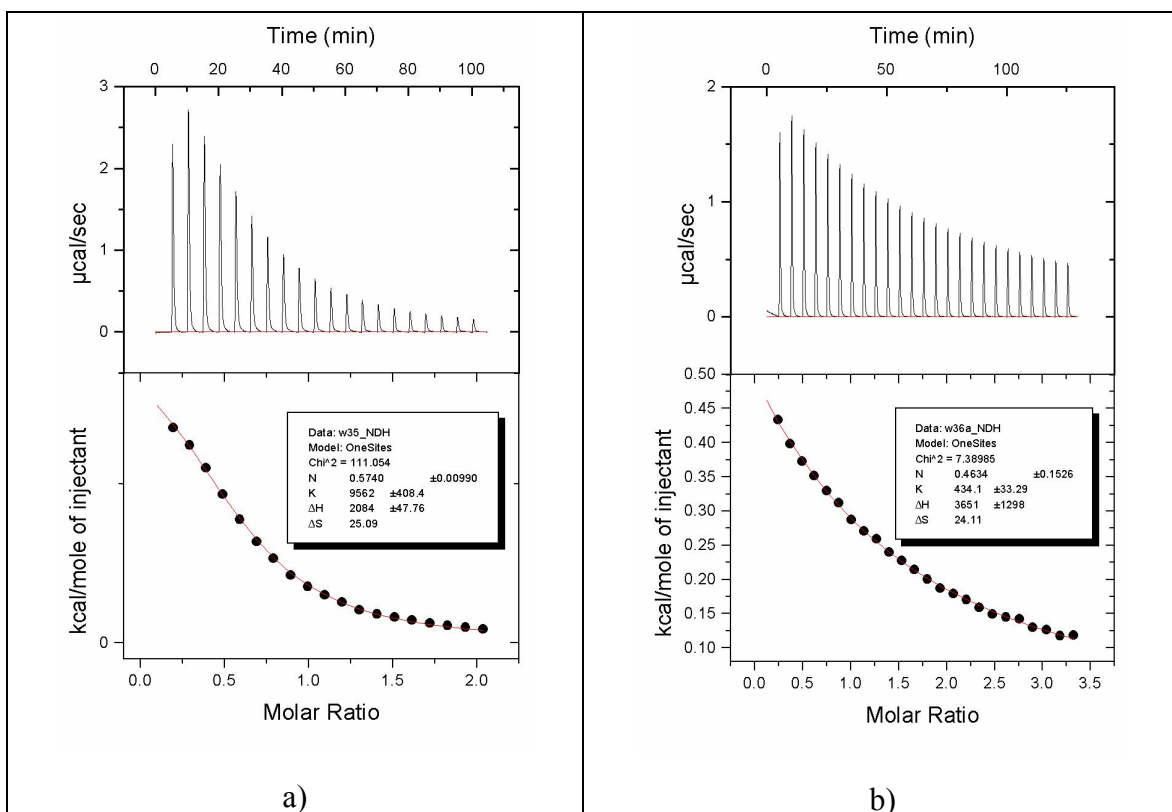 Time (min)
0 20 40 60 80 100
3
2
1
0
µcal/sec
Data: w35_NDH
Model: OneSites
Chi^2 = 111.054
N 0.5740 ±0.00990
K 9562 ±408.4
ΔH 2084 ±47.76
ΔS 25.09
0
kcal/mole of injectant
0.0 0.5 1.0 1.5 2.0
Molar Ratio
a)
Time (min)
0 50 100
2
1
0
µcal/sec
0.50
0.45
0.40
0.35
0.30
0.25
0.20
0.15
0.10
kcal/mole of injectant
Data: w36a_NDH
Model: OneSites
Chi^2 = 7.38985
N 0.4634 ±0.1526
K 434.1 ±33.29
ΔH 3651 ±1298
ΔS 24.11
0.0 0.5 1.0 1.5 2.0 2.5 3.0 3.5
Molar Ratio
b)